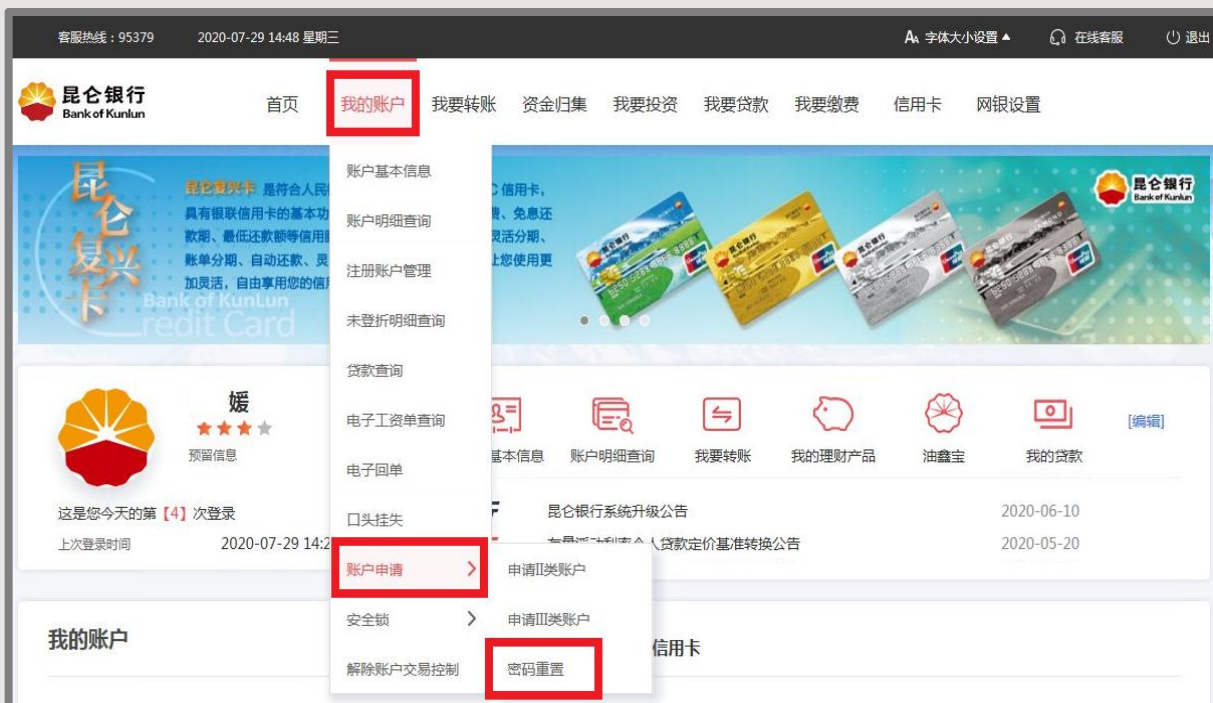 客服热线：95379 2020-07-29 14:48 星期三 AA 字体大小设置▲ 在线客服 退出
昆仑银行
Bank of Kunlun
首页 我的账户 我要转账 资金归集 我要投资 我要贷款 我要缴费 信用卡 网银设置
昆仑复兴卡
昆仑复兴卡 是符合人民
具有银联信用卡的基本功
款期、最低还款额等信用
账单分期、自动还款、灵
加灵活，自由享用您的信用
Bank of KunLun
redit Card
C 信用卡，
费、免息还
灵活分期、
让您使用更
昆仑银行
Bank of Kunlun
账户基本信息
账户明细查询
注册账户管理
未登折明细查询
贷款查询
电子工资单查询
电子回单
口头挂失
账户申请
安全锁
解除账户交易控制
申请II类账户
申请III类账户
密码重置
媛
预留信息
这是您今天的第【4】次登录
上次登录时间 2020-07-29 14:2
基本信息 账户明细查询 我要转账 我的理财产品 油鑫宝 我的贷款 [编辑]
昆仑银行系统升级公告 2020-06-10
存量浮动利率个人贷款定价基准转换公告 2020-05-20
我的账户
信用卡